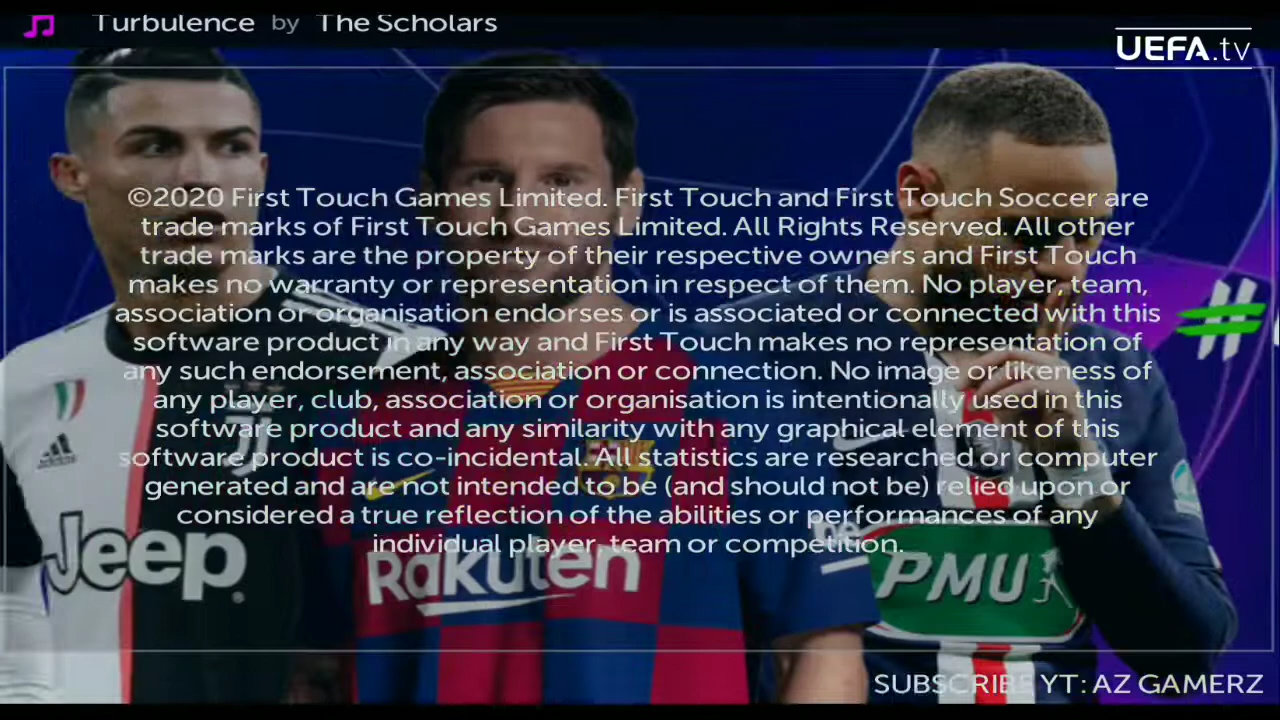 Turbulence by The Scholars
UEFA.tv
©2020 First Touch Games Limited. First Touch and First Touch Soccer are
trade marks of First Touch Games Limited. All Rights Reserved. All other
trade marks are the property of their respective owners and First Touch
makes no warranty or representation in respect of them. No player, team,
association or organisation endorses or is associated or connected with this
software product in any way and First Touch makes no representation of
any such endorsement, association or connection. No image or likeness of
any player, club, association or organisation is intentionally used in this
software product and any similarity with any graphical element of this
software product is co-incidental. All statistics are researched or computer
generated and are not intended to be (and should not be) relied upon or
considered a true reflection of the abilities or performances of any
individual player, team or competition.
#
Jeep
Rakuten
PMU
SUBSCRIBE YT: AZ GAMERZ